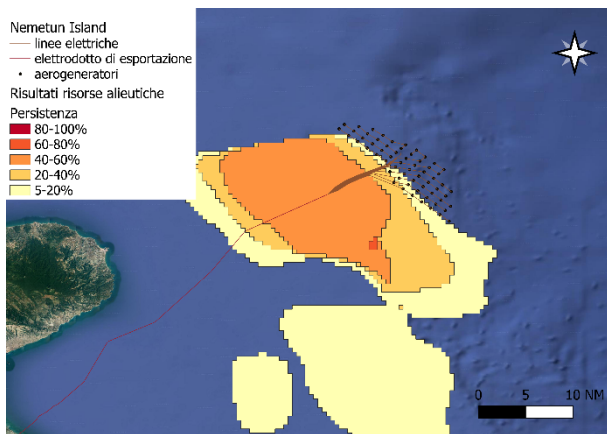 Nemetun Island
linee elettriche
elettrodotto di esportazione
aerogeneratori
Risultati risorse alieutiche
Persistenza
80-100%
60-80%
40-60%
20-40%
5-20%
0 5 10 NM